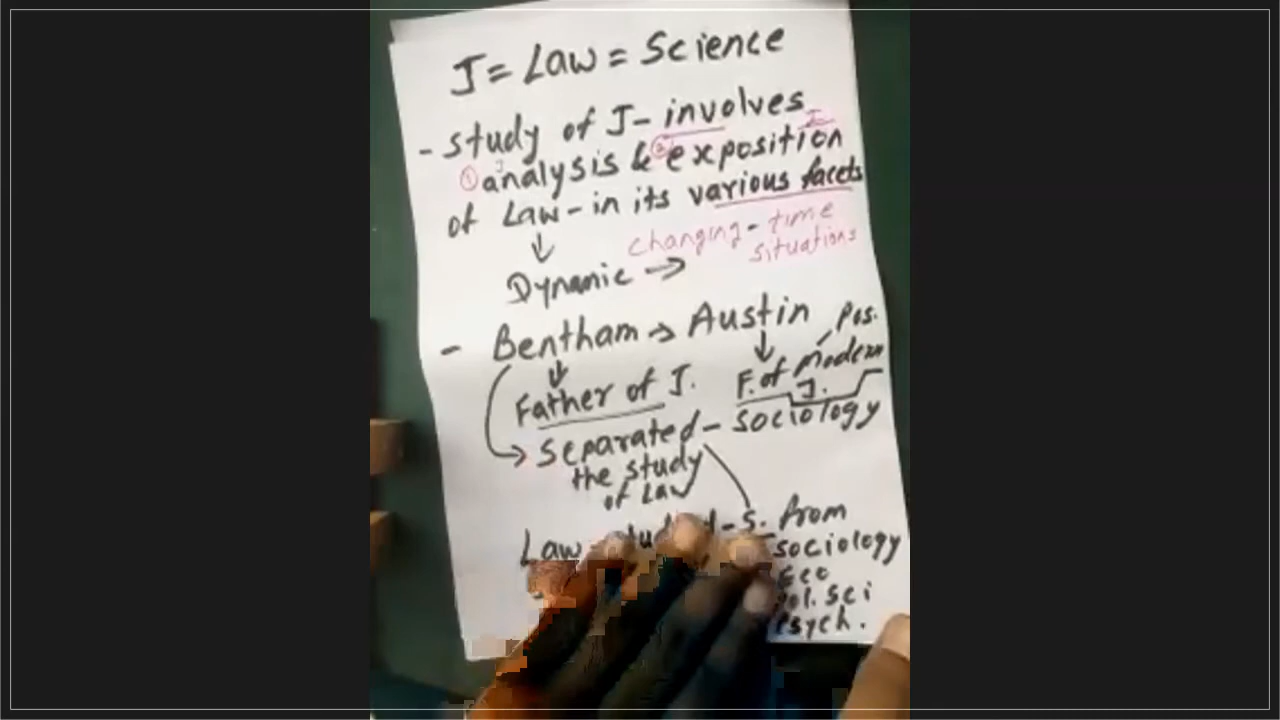 J = Law = Science
- study of J - involves
① analysis & ② exposition
of Law - in its various facets
↓ changing - time
situations
Dynamic →
- Bentham → Austin
↓ ↓ Pos.
Father of J. F. of Modern
J.
→ Separated - sociology
the study
of Law
Law - - S. from
sociology
Eco
Pol. Sci
Psych.